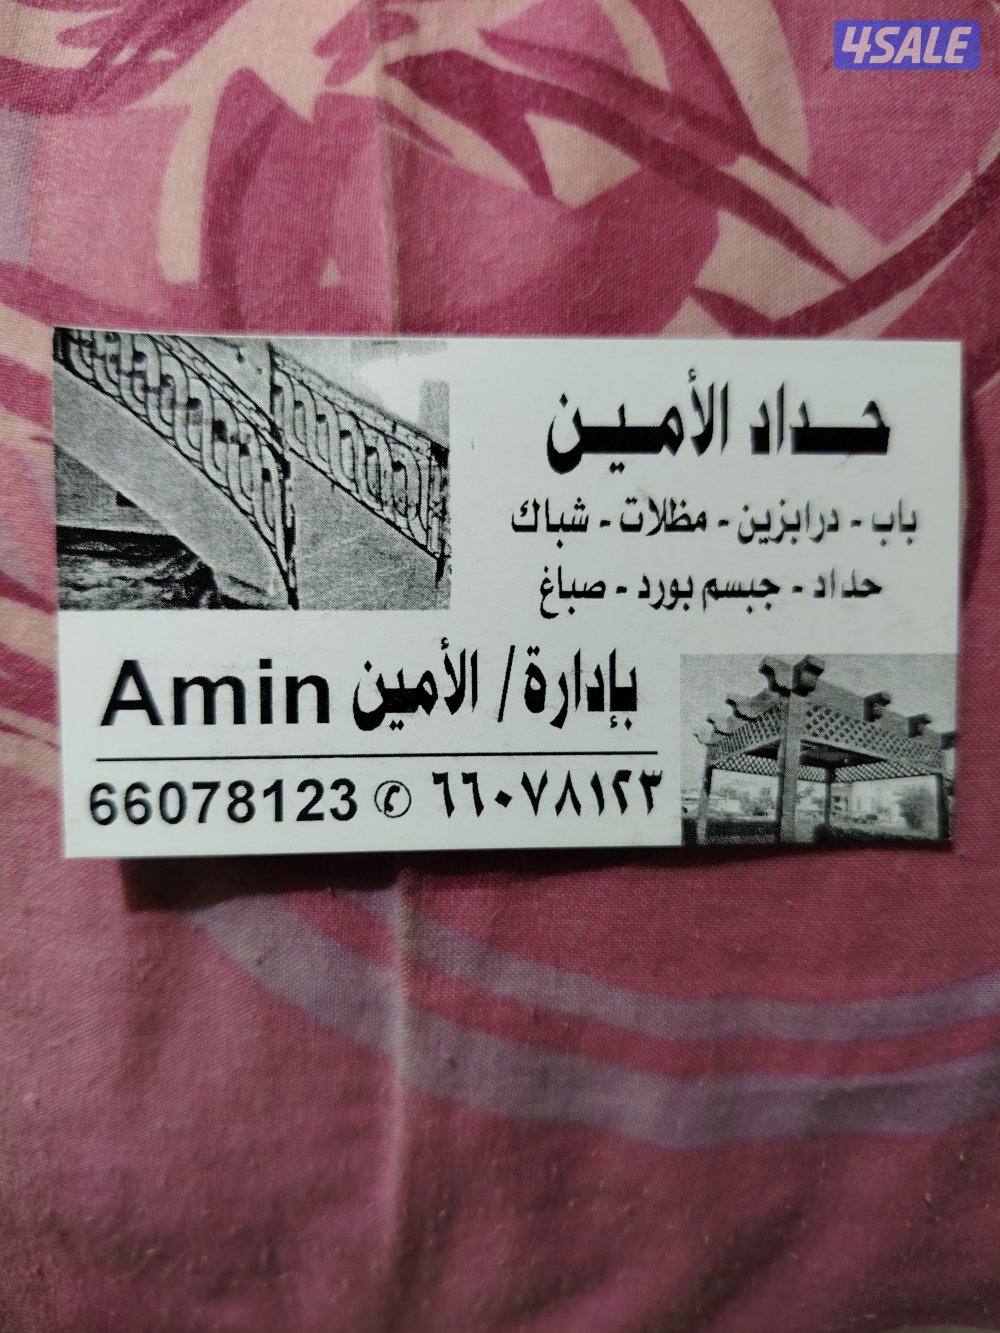 4SALE
حداد الأمين
باب - درابزين - مظلات - شباك
حداد - جبسم بورد - صباغ
بإدارة / الأمين Amin
66078123 ✆ ٦٦٠٧٨١٢٣